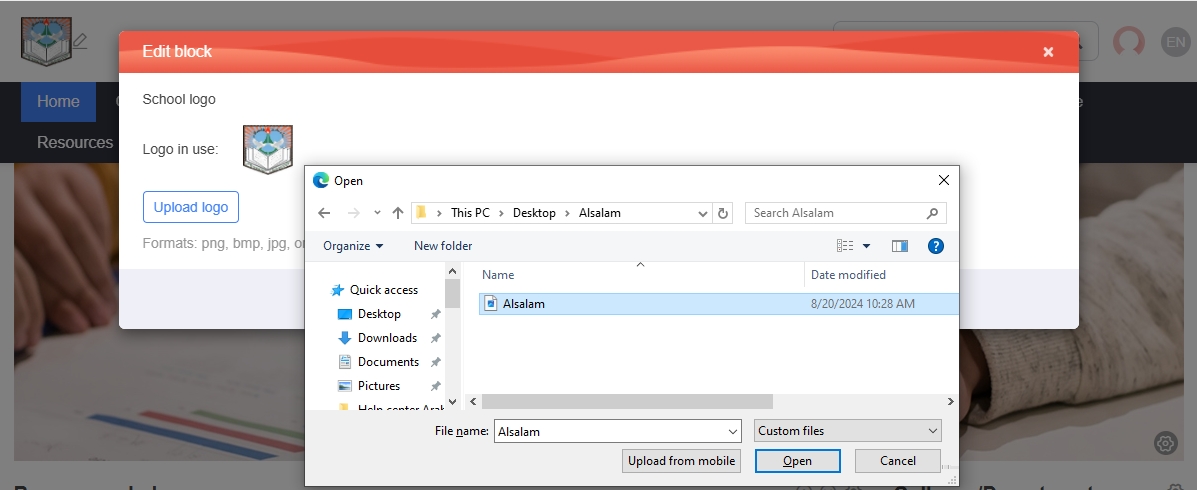 EN
Edit block
Home
Resources
School logo
Logo in use:
Upload logo
Formats: png, bmp, jpg, or
Open
This PC > Desktop > Alsalam
Search Alsalam
Organize
New folder
Name
Date modified
Quick access
Desktop
Downloads
Documents
Pictures
Help center Arab
Alsalam
8/20/2024 10:28 AM
File name:
Alsalam
Custom files
Upload from mobile
Open
Cancel